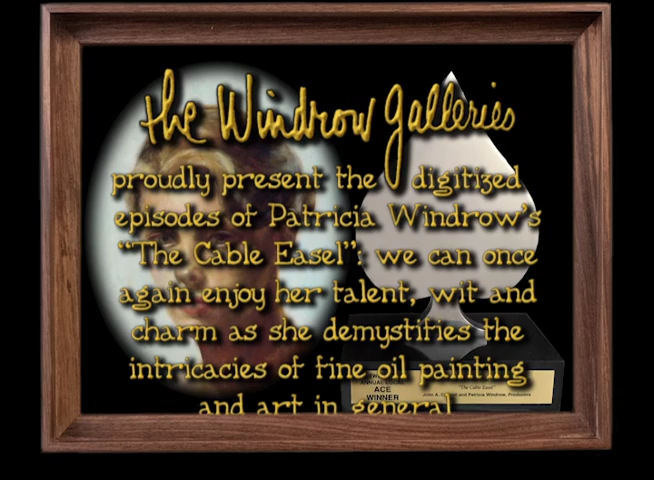 the Windrow Galleries
proudly present the digitized
episodes of Patricia Windrow's
"The Cable Easel": we can once
again enjoy her talent, wit and
charm as she demystifies the
intricacies of fine oil painting
and art in general
ACE
WINNER
"The Cable Easel"
and Patricia Windrow, Producers